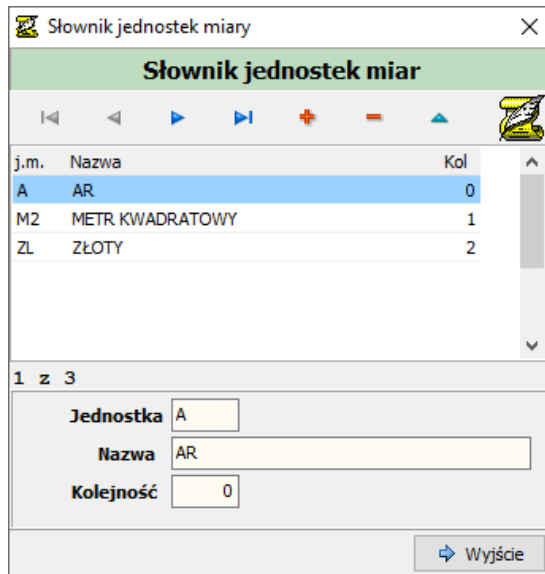 Słownik jednostek miary
Słownik jednostek miar
j.m. Nazwa Kol
A AR 0
M2 METR KWADRATOWY 1
ZL ZŁOTY 2
1 z 3
Jednostka A
Nazwa AR
Kolejność 0
Wyjście